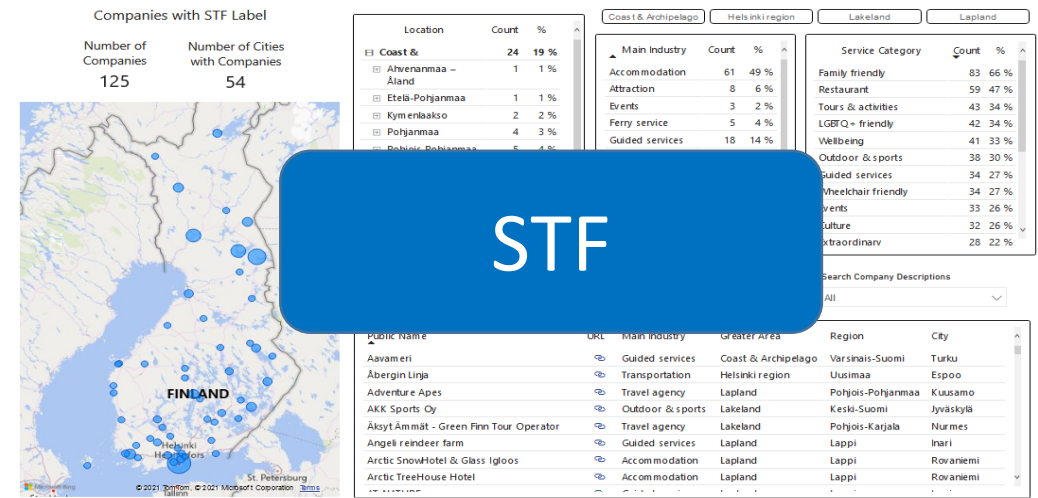 Companies with STF Label
Number of Companies
125
Number of Cities with Companies
54
FINLAND
Helsinki
St. Petersburg
Tallinn
© 2021 TomTom, © 2021 Microsoft Corporation Terms
Location Count %
Coast & 24 19 %
Ahvenanmaa – Åland 1 1 %
Etelä-Pohjanmaa 1 1 %
Kymenlaakso 2 2 %
Pohjanmaa 4 3 %
Pohjois-Pohjanmaa 5 4 %
Coast & Archipelago
Helsinki region
Lakeland
Lapland
Main Industry Count %
Accommodation 61 49 %
Attraction 8 6 %
Events 3 2 %
Ferry service 5 4 %
Guided services 18 14 %
Service Category Count %
Family friendly 83 66 %
Restaurant 59 47 %
Tours & activities 43 34 %
LGBTQ+ friendly 42 34 %
Wellbeing 41 33 %
Outdoor & sports 38 30 %
Guided services 34 27 %
Wheelchair friendly 34 27 %
Events 33 26 %
Culture 32 26 %
Extraordinary 28 22 %
STF
Search Company Descriptions
All
Public Name URL Main Industry Greater Area Region City
Aavameri Guided services Coast & Archipelago Varsinais-Suomi Turku
Åbergin Linja Transportation Helsinki region Uusimaa Espoo
Adventure Apes Travel agency Lapland Pohjois-Pohjanmaa Kuusamo
AKK Sports Oy Outdoor & sports Lakeland Keski-Suomi Jyväskylä
Äksyt Ämmät - Green Finn Tour Operator Travel agency Lakeland Pohjois-Karjala Nurmes
Angeli reindeer farm Guided services Lapland Lappi Inari
Arctic SnowHotel & Glass Igloos Accommodation Lapland Lappi Rovaniemi
Arctic TreeHouse Hotel Accommodation Lapland Lappi Rovaniemi